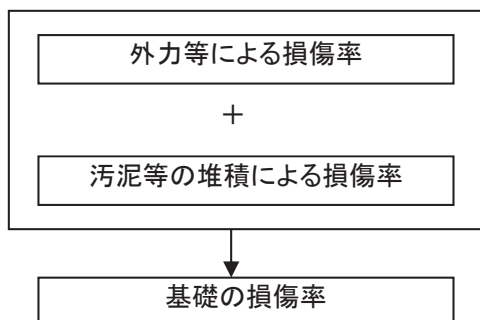 外力等による損傷率
＋
汚泥等の堆積による損傷率
基礎の損傷率